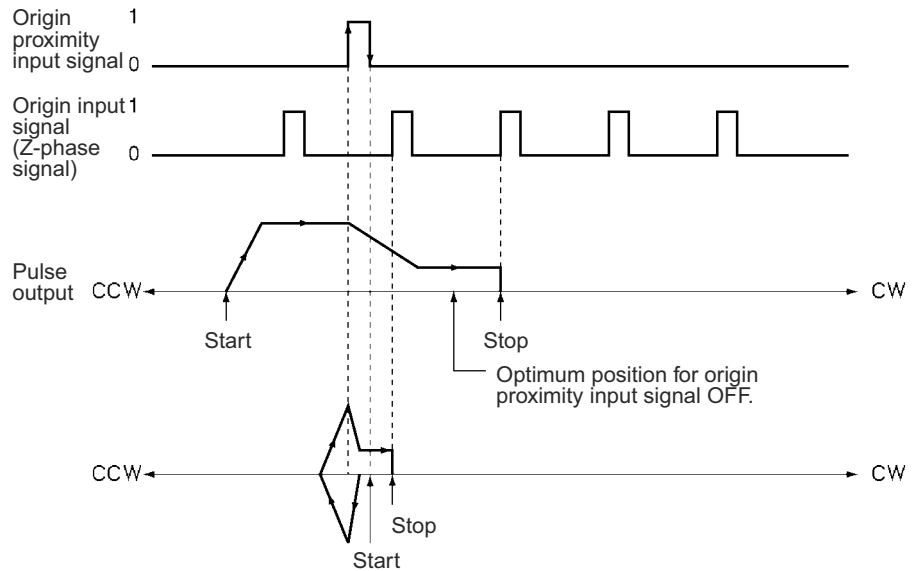 Origin
proximity
input signal
1
0
Origin input
signal
(Z-phase
signal)
1
0
Pulse
output
CCW
CW
Start
Stop
Optimum position for origin
proximity input signal OFF.
CCW
CW
Stop
Start